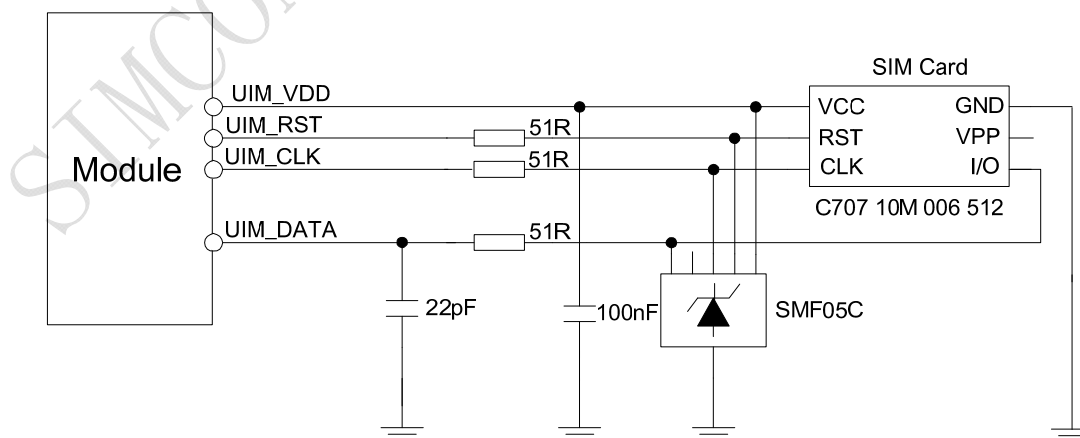 SIMCOM
SIM Card
UIM_VDD
VCC
GND
UIM_RST
51R
RST
VPP
UIM_CLK
51R
CLK
I/O
Module
C707 10M 006 512
UIM_DATA
51R
22pF
100nF
SMF05C